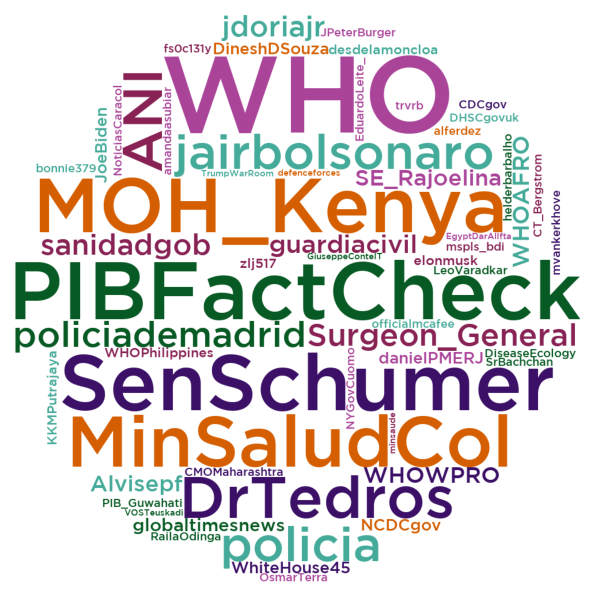 jdoriajr
JPeterBurger
fs0c131y
DineshDSouza
desdelamoncloa
WHO
ANI
NoticiasCaracol
amandaasubiar
EduardoLeite_
trvrb
CDCgov
DHSCgovuk
alferdez
JoeBiden
jairbolsonaro
bonnie379
TrumpWarRoom
defenceforces
SE_Rajoelina
helderbarbalho
WHOAFRO
CT_Bergstrom
mvankerkhove
MOH_Kenya
sanidadgob
guardiacivil
EgyptDarAlIfta
mspls_bdi
GiuseppeConteIT
zlj517
elonmusk
LeoVaradkar
PIBFactCheck
policiademadrid
officialmcafee
Surgeon_General
KKMPutrajaya
WHOPhilippines
danielPMERJ
DiseaseEcology
SrBachchan
SenSchumer
NYGovCuomo
minsaude
MinSaludCol
CMOMaharashtra
Alvisepf
WHOWPRO
DrTedros
PIB_Guwahati
VOSTeuskadi
globaltimesnews
NCDCgov
RailaOdinga
policia
WhiteHouse45
OsmarTerra